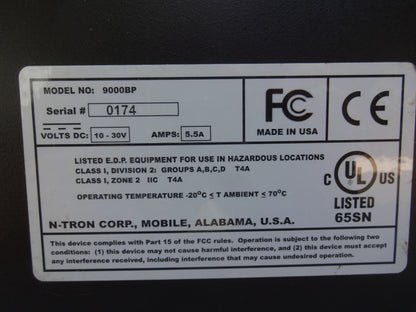 MODEL NO: 9000BP
Serial # 0174
VOLTS DC: 10 - 30V AMPS: 5.5A
FC
MADE IN USA
CE
LISTED E.D.P. EQUIPMENT FOR USE IN HAZARDOUS LOCATIONS
CLASS I, DIVISION 2: GROUPS A,B,C,D T4A
CLASS I, ZONE 2 IIC T4A
OPERATING TEMPERATURE -20°C ≤ T AMBIENT ≤ 70°C
C UL US
LISTED
65SN
N-TRON CORP., MOBILE, ALABAMA, U.S.A.
This device complies with Part 15 of the FCC rules. Operation is subject to the following two
conditions: (1) this device may not cause harmful interference, and (2) this device must accept
any interference received, including interference that may cause undesired operation.